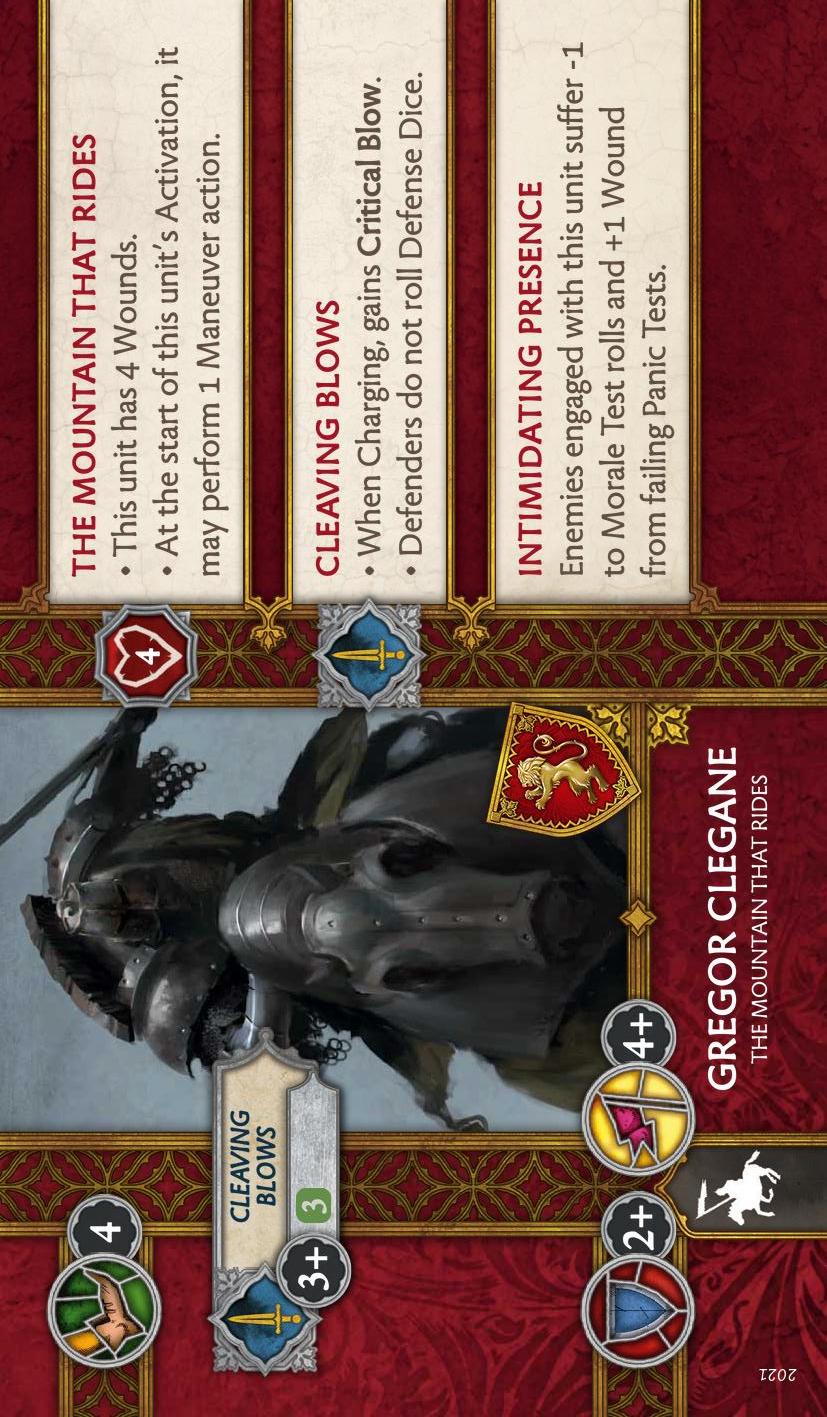 4
CLEAVING
BLOWS
3+
3
2+
4+
GREGOR CLEGANE
THE MOUNTAIN THAT RIDES
2021
4
THE MOUNTAIN THAT RIDES
• This unit has 4 Wounds.
• At the start of this unit's Activation, it
may perform 1 Maneuver action.
CLEAVING BLOWS
• When Charging, gains Critical Blow.
• Defenders do not roll Defense Dice.
INTIMIDATING PRESENCE
Enemies engaged with this unit suffer -1
to Morale Test rolls and +1 Wound
from failing Panic Tests.